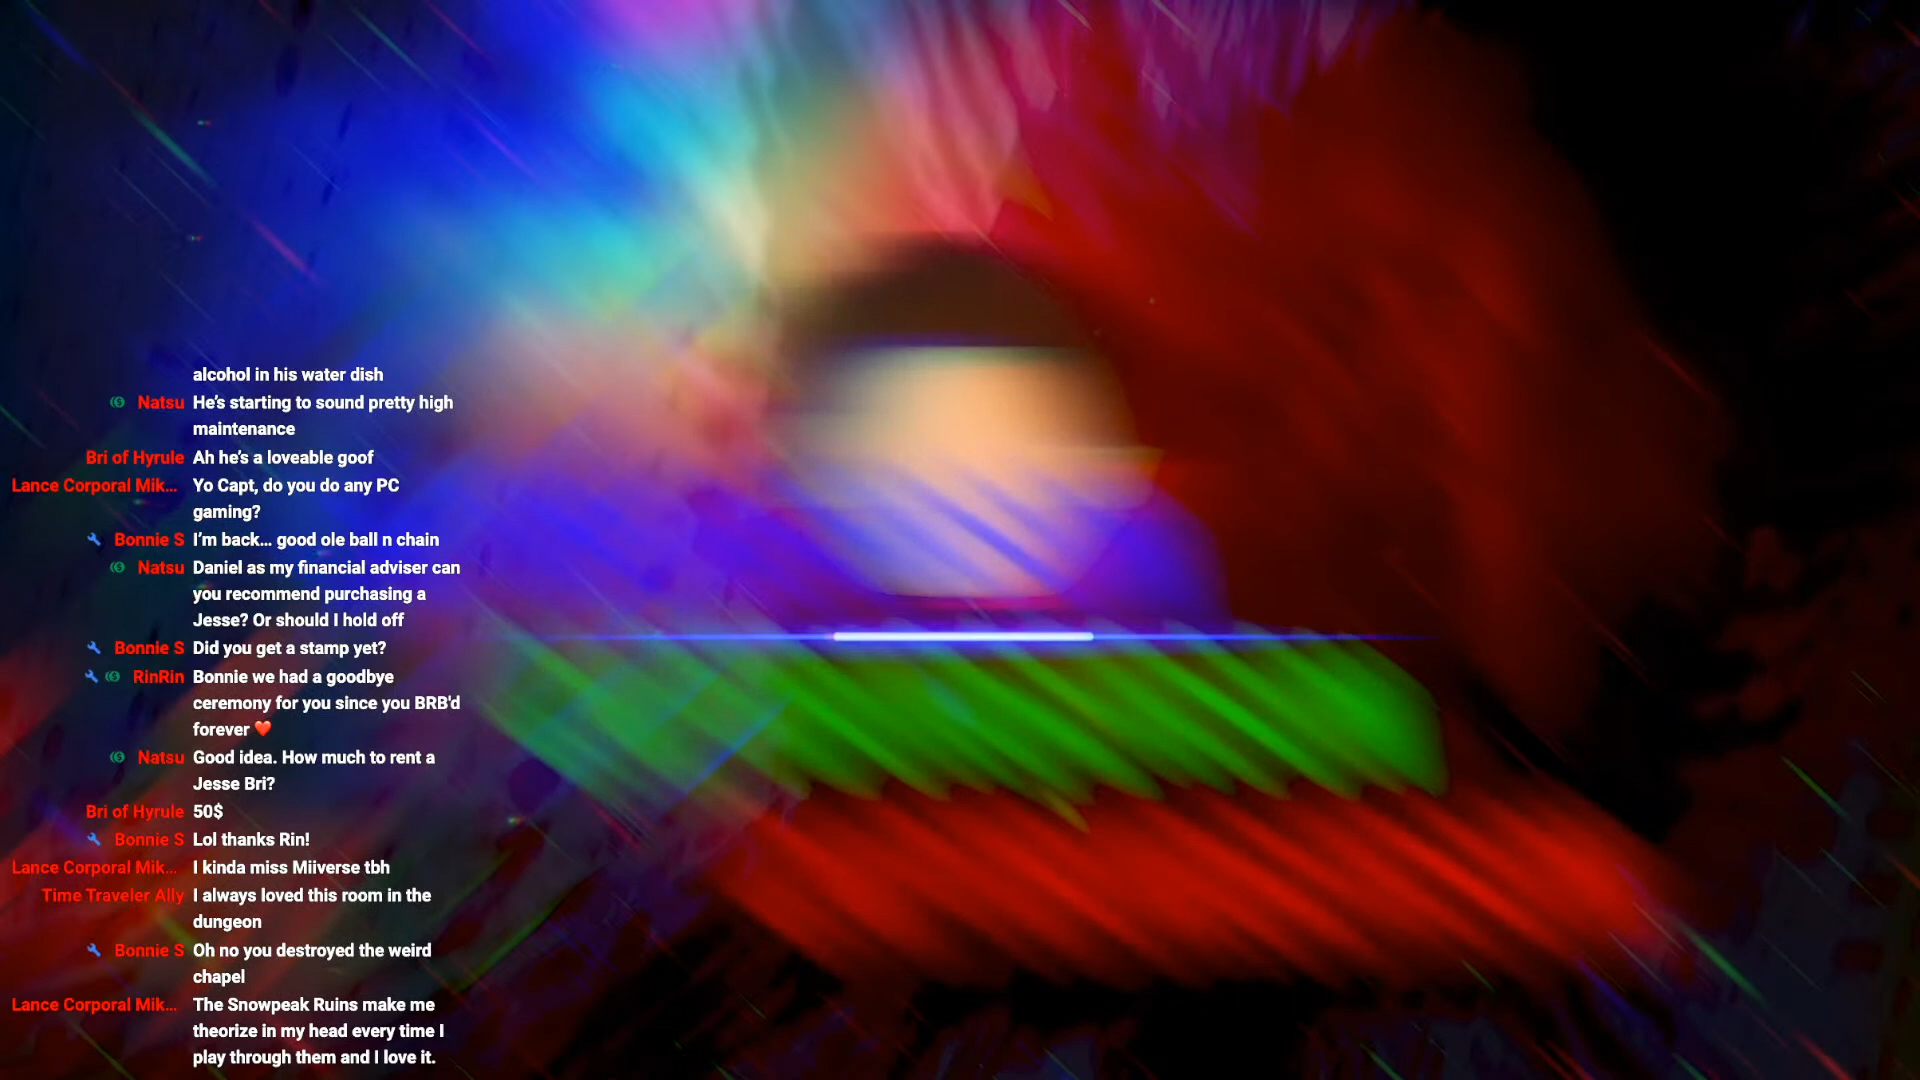 alcohol in his water dish
Natsu He's starting to sound pretty high
maintenance
Bri of Hyrule Ah he's a loveable goof
Lance Corporal Mik... Yo Capt, do you do any PC
gaming?
Bonnie S I'm back... good ole ball n chain
Natsu Daniel as my financial adviser can
you recommend purchasing a
Jesse? Or should I hold off
Bonnie S Did you get a stamp yet?
RinRin Bonnie we had a goodbye
ceremony for you since you BRB'd
forever ❤️
Natsu Good idea. How much to rent a
Jesse Bri?
Bri of Hyrule 50$
Bonnie S Lol thanks Rin!
Lance Corporal Mik... I kinda miss Miiverse tbh
Time Traveler Ally I always loved this room in the
dungeon
Bonnie S Oh no you destroyed the weird
chapel
Lance Corporal Mik... The Snowpeak Ruins make me
theorize in my head every time I
play through them and I love it.